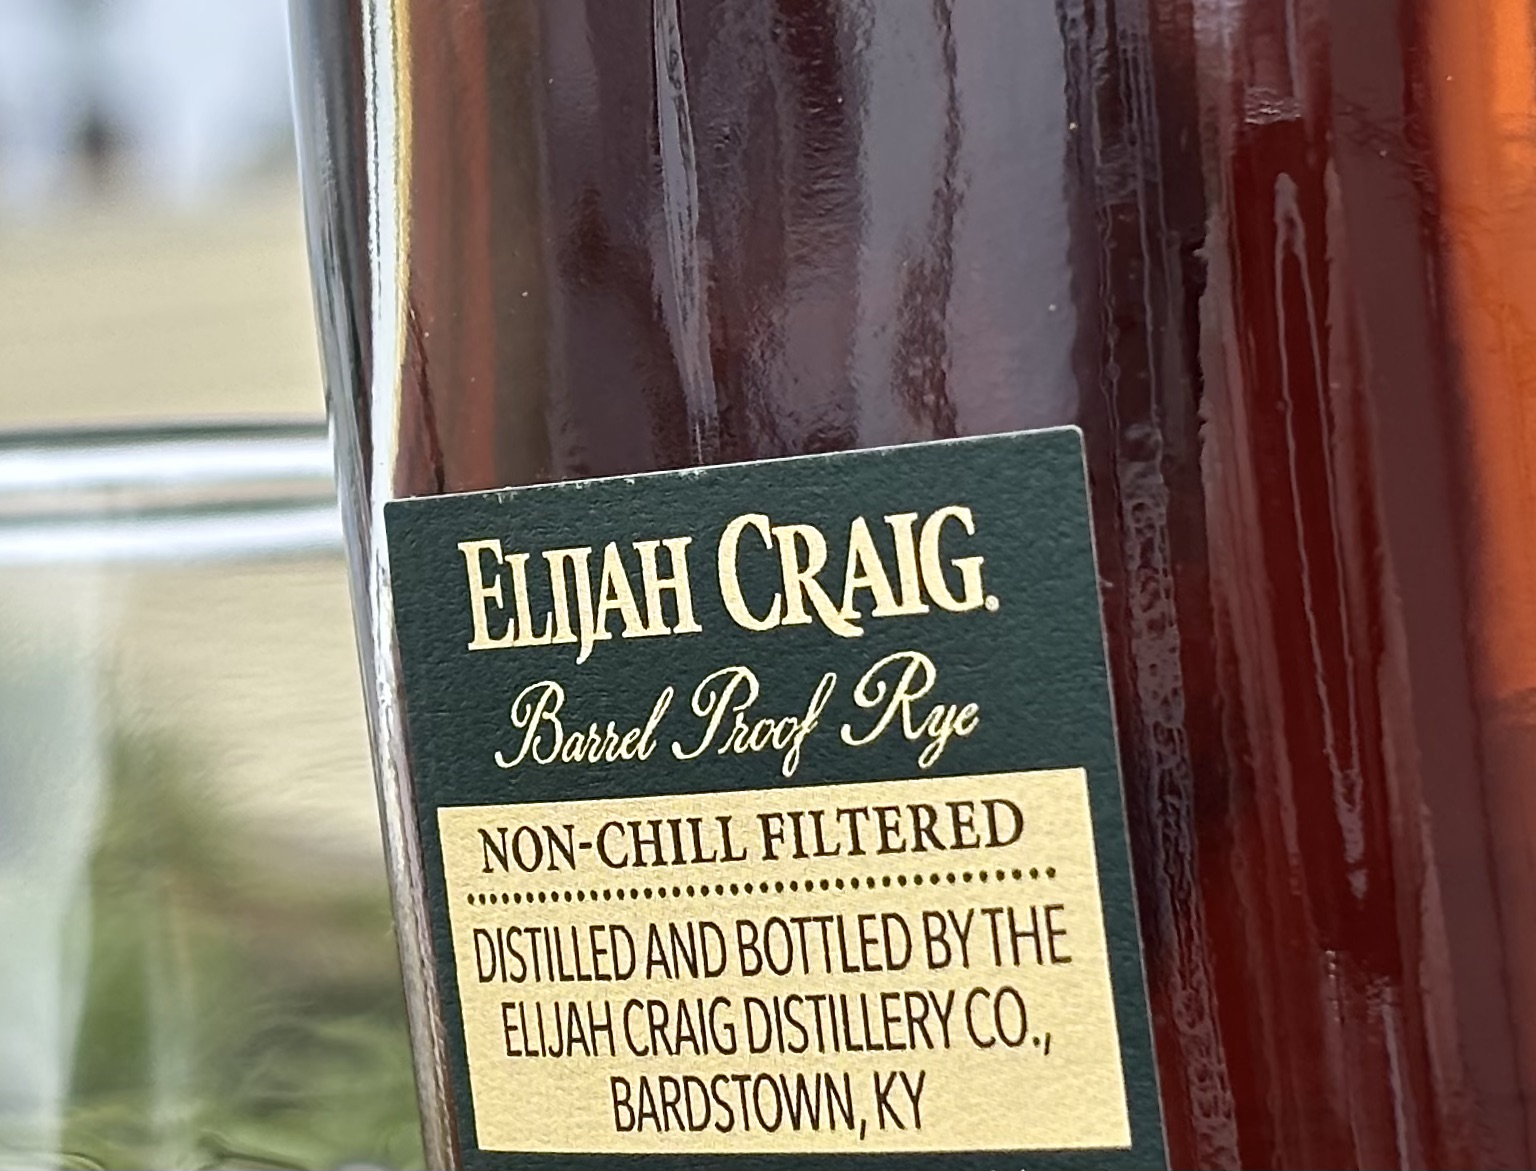 ELIJAH CRAIG.
Barrel Proof Rye
NON-CHILL FILTERED
DISTILLED AND BOTTLED BY THE
ELIJAH CRAIG DISTILLERY CO.,
BARDSTOWN, KY